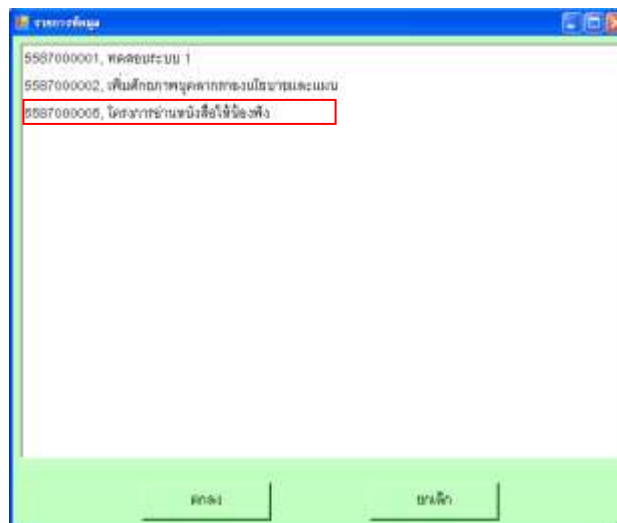 รายการข้อมูล
5587000001, ทดสอบระบบ 1
5587000002, เพิ่มศักยภาพบุคลากรกองนโยบายและแผน
5587000005, โครงการอ่านหนังสือให้น้องฟัง
ตกลง
ยกเลิก